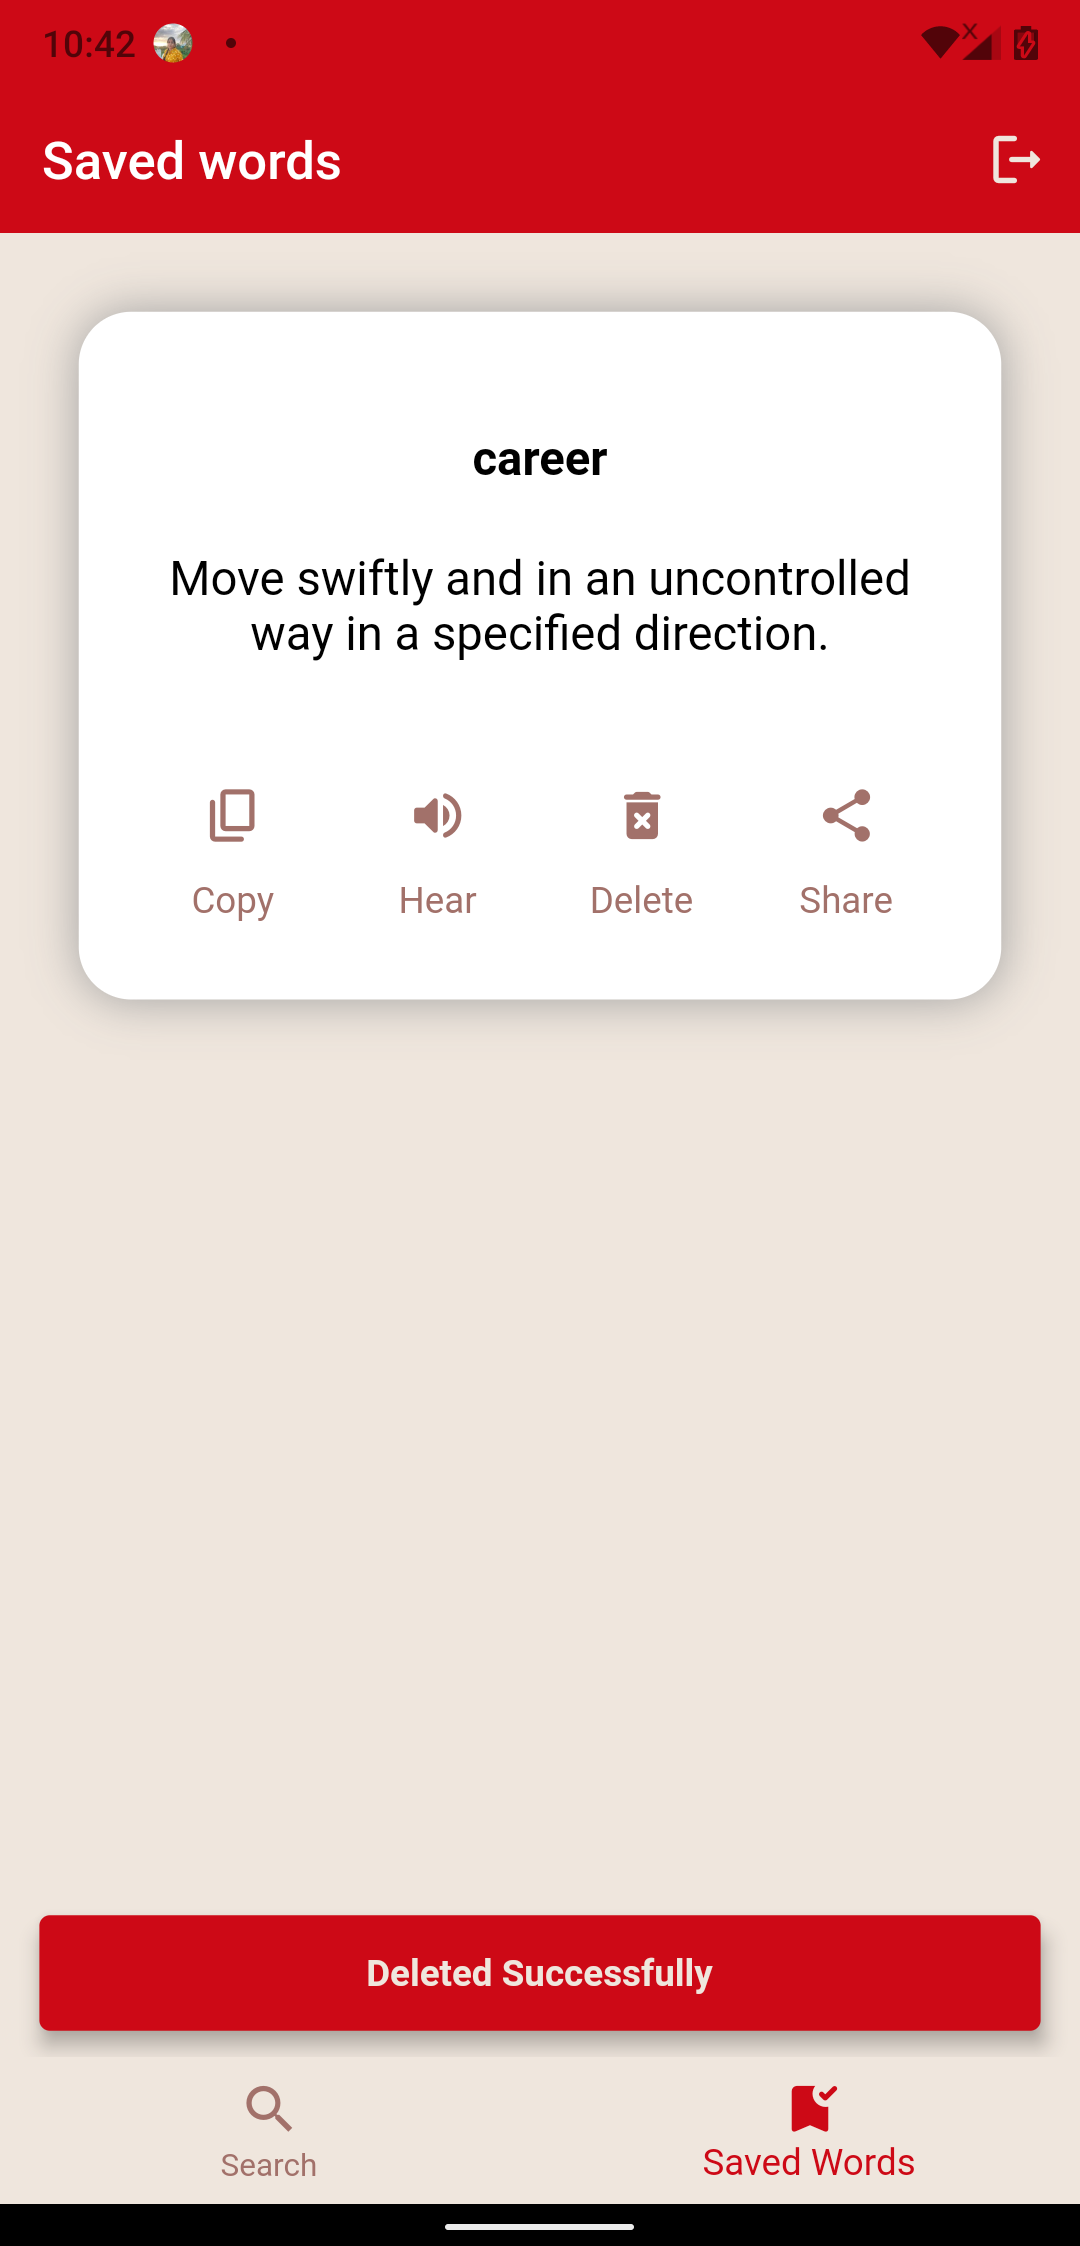 10:42
Saved words
career
Move swiftly and in an uncontrolled
way in a specified direction.
Copy Hear Delete Share
Deleted Successfully
Search Saved Words